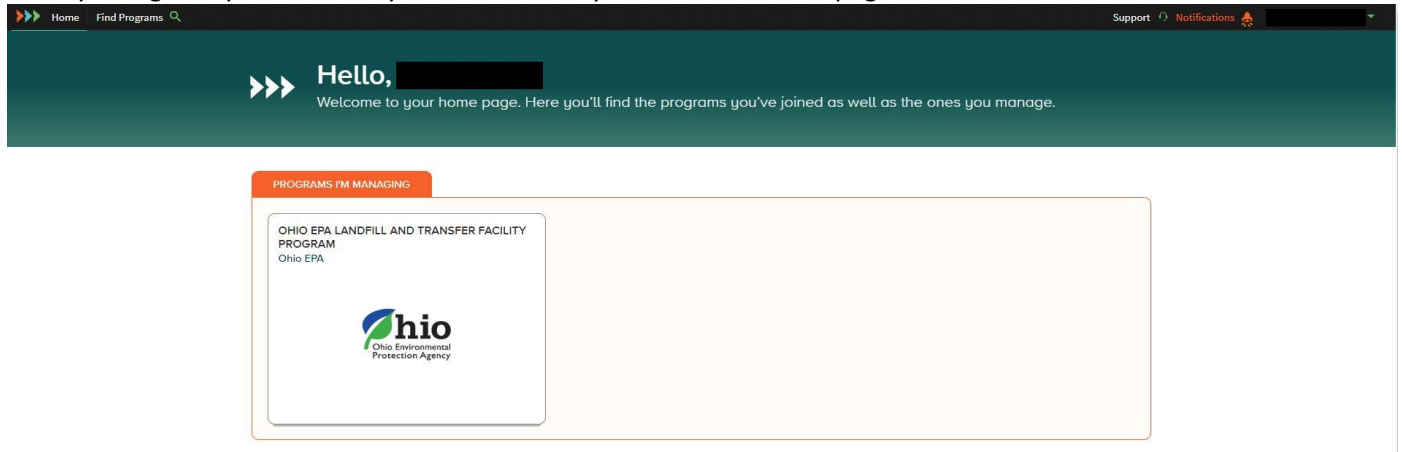 Home Find Programs Support Notifications
Hello,
Welcome to your home page. Here you'll find the programs you've joined as well as the ones you manage.
PROGRAMS I'M MANAGING
OHIO EPA LANDFILL AND TRANSFER FACILITY
PROGRAM
Ohio EPA
Ohio
Ohio Environmental
Protection Agency